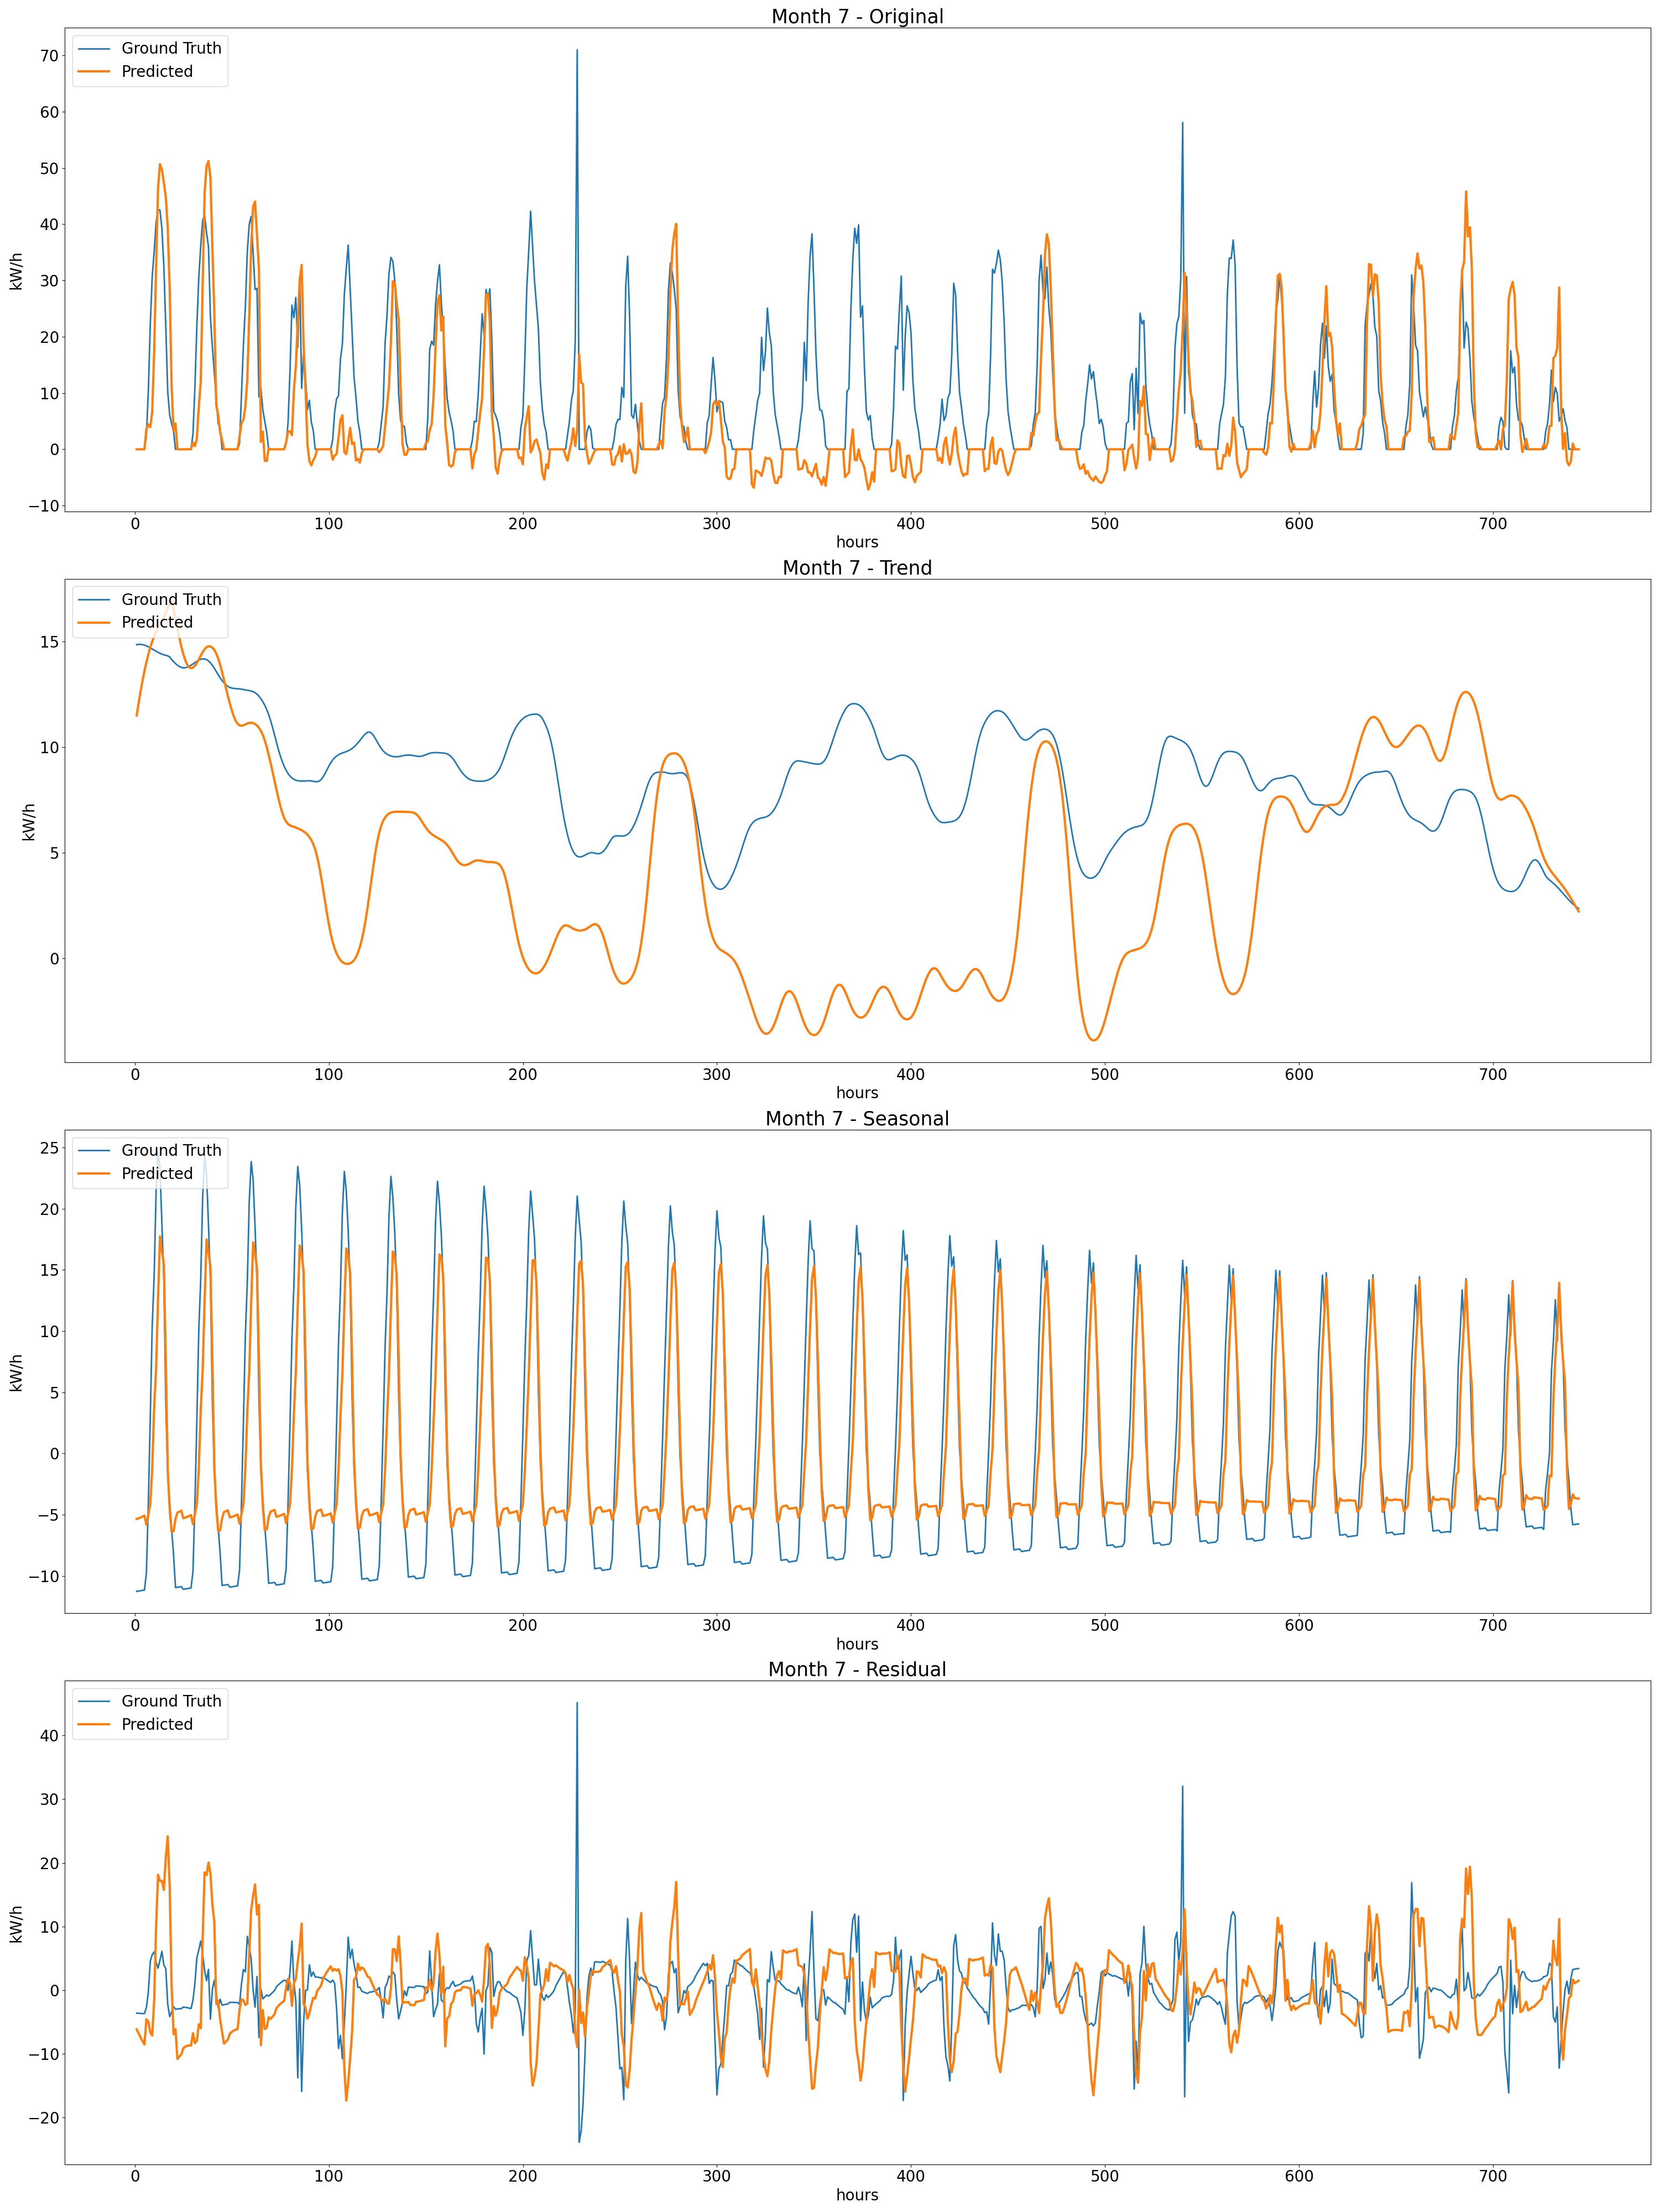 Month 7 - Original
Ground Truth
Predicted
kW/h
70
60
50
40
30
20
10
0
−10
0 100 200 300 400 500 600 700
hours
Month 7 - Trend
Ground Truth
Predicted
kW/h
15
10
5
0
0 100 200 300 400 500 600 700
hours
Month 7 - Seasonal
Ground Truth
Predicted
kW/h
25
20
15
10
5
0
−5
−10
0 100 200 300 400 500 600 700
hours
Month 7 - Residual
Ground Truth
Predicted
kW/h
40
30
20
10
0
−10
−20
0 100 200 300 400 500 600 700
hours